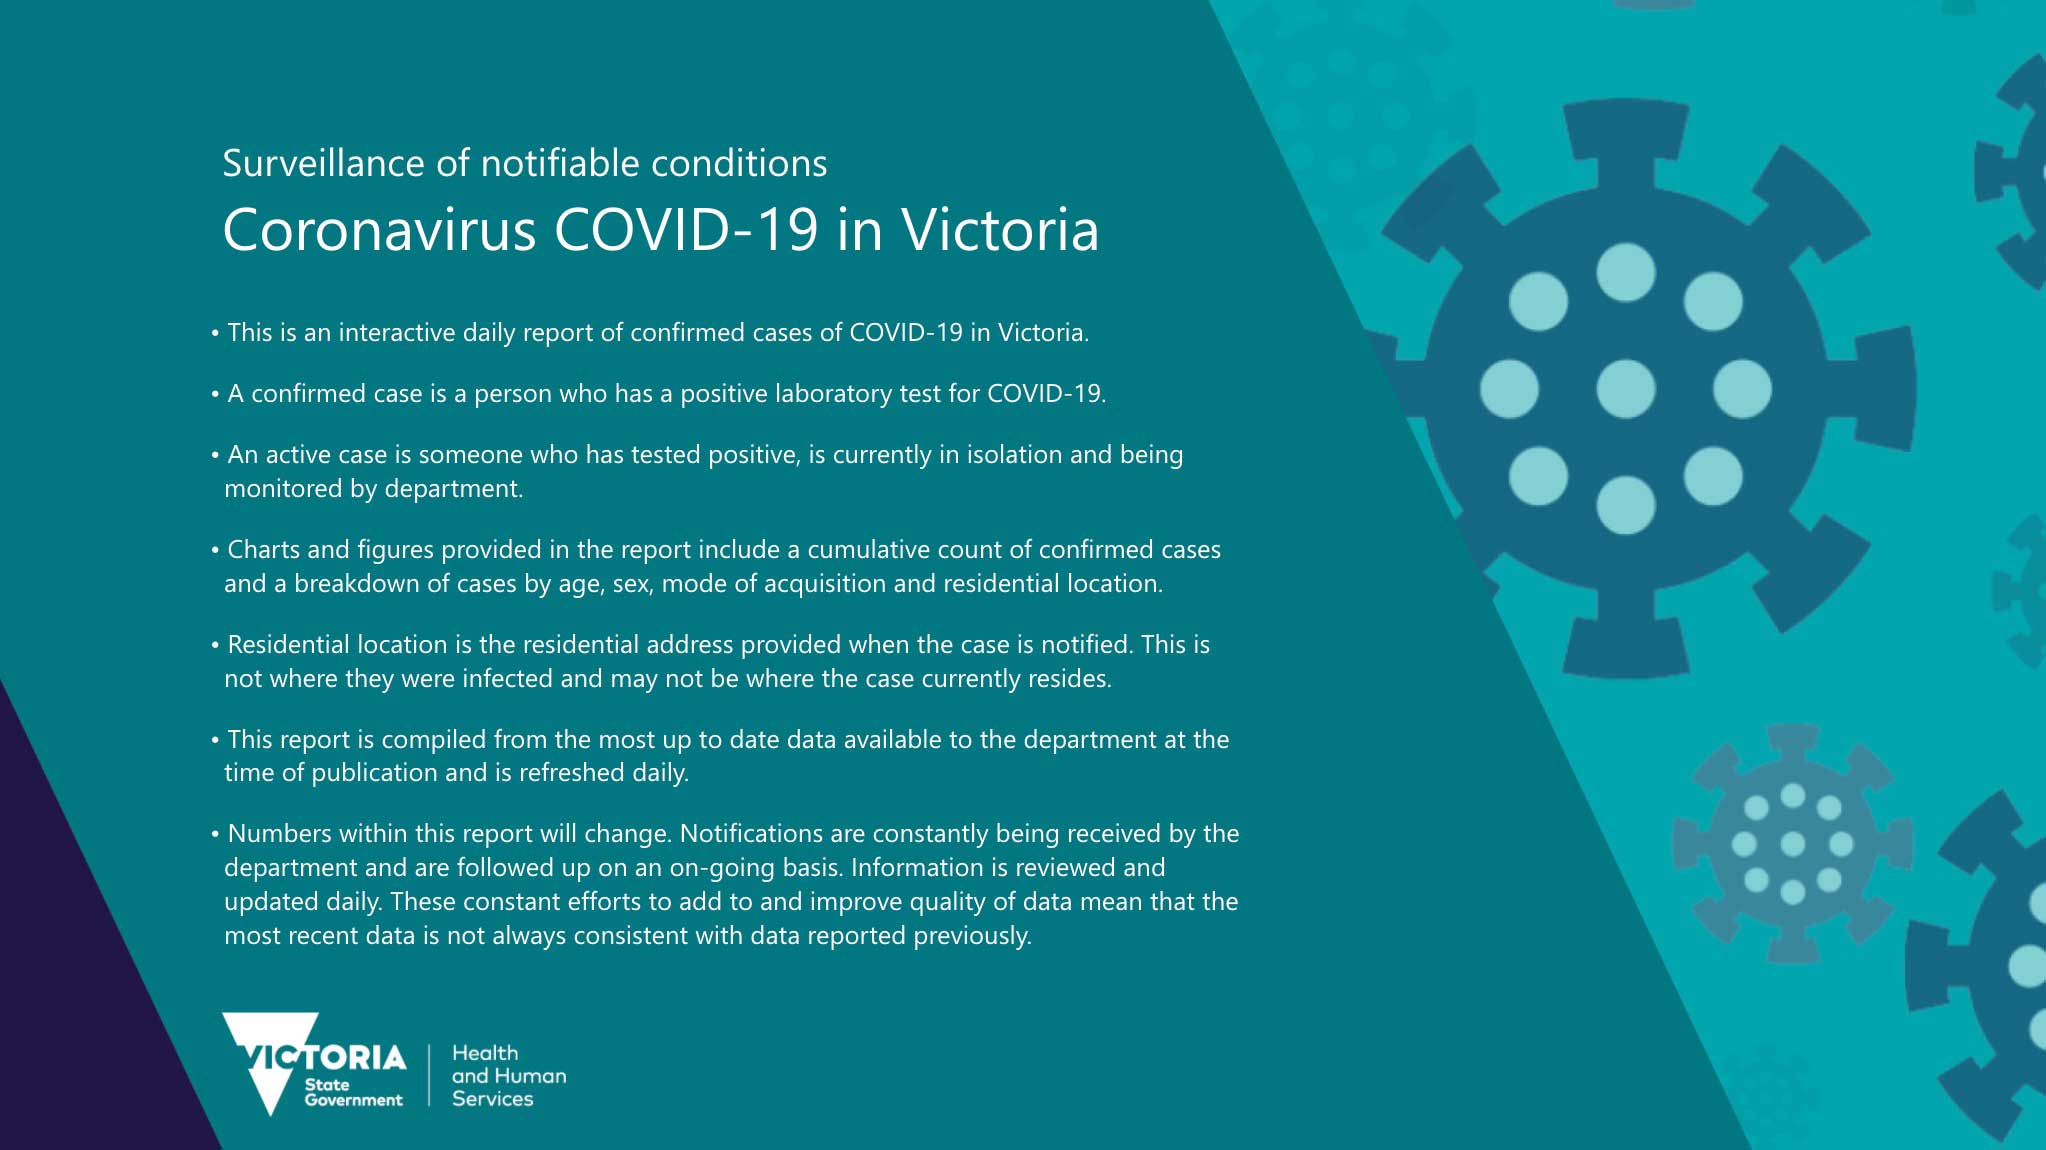 Surveillance of notifiable conditions
Coronavirus COVID-19 in Victoria
• This is an interactive daily report of confirmed cases of COVID-19 in Victoria.
• A confirmed case is a person who has a positive laboratory test for COVID-19.
• An active case is someone who has tested positive, is currently in isolation and being
monitored by department.
• Charts and figures provided in the report include a cumulative count of confirmed cases
and a breakdown of cases by age, sex, mode of acquisition and residential location.
• Residential location is the residential address provided when the case is notified. This is
not where they were infected and may not be where the case currently resides.
• This report is compiled from the most up to date data available to the department at the
time of publication and is refreshed daily.
• Numbers within this report will change. Notifications are constantly being received by the
department and are followed up on an on-going basis. Information is reviewed and
updated daily. These constant efforts to add to and improve quality of data mean that the
most recent data is not always consistent with data reported previously.
VICTORIA
State
Government
Health
and Human
Services